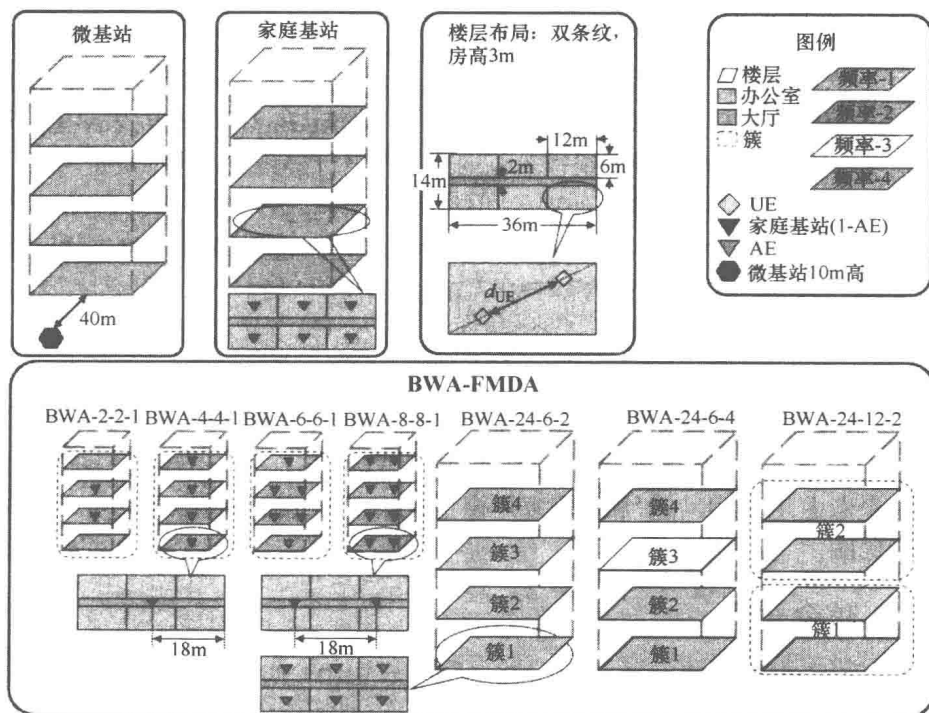 微基站
40m
家庭基站
楼层布局：双条纹，
房高3m
12m
2m
6m
14m
36m
dUE
图例
楼层
办公室
大厅
簇
频率-1
频率-2
频率-3
频率-4
UE
家庭基站(1-AE)
AE
微基站10m高
BWA-FMDA
BWA-2-2-1
BWA-4-4-1
BWA-6-6-1
BWA-8-8-1
BWA-24-6-2
BWA-24-6-4
BWA-24-12-2
18m
18m
簇4
簇3
簇2
簇1
簇4
簇3
簇2
簇1
簇2
簇1